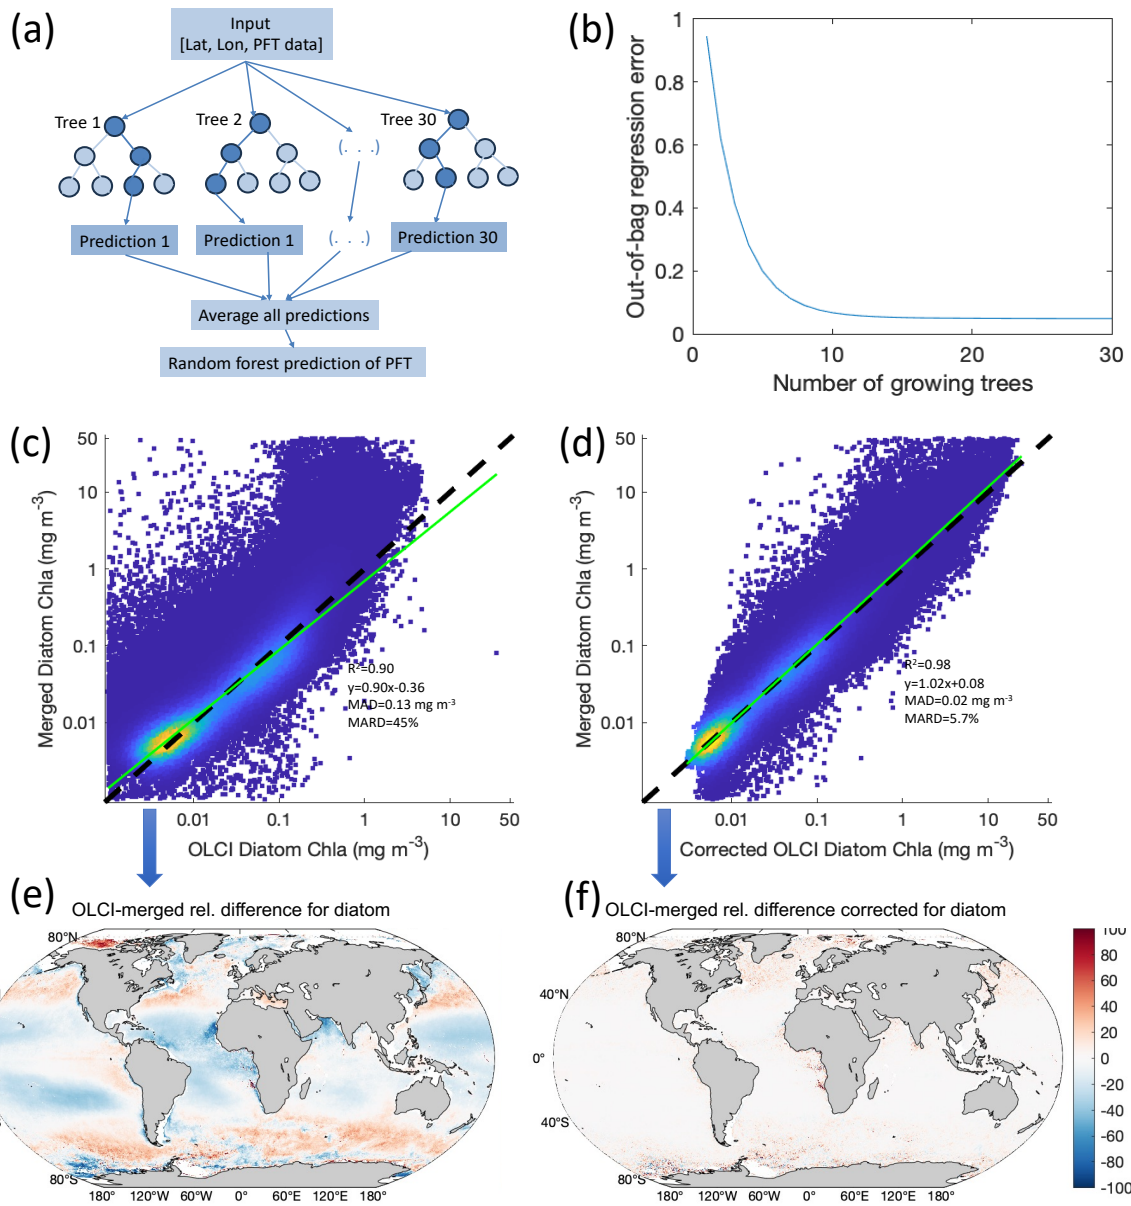 (a)
Input
[Lat, Lon, PFT data]
Tree 1
Tree 2
(. . .)
Tree 30
Prediction 1
Prediction 1
(. . .)
Prediction 30
Average all predictions
Random forest prediction of PFT
(b)
Out-of-bag regression error
1
0.8
0.6
0.4
0.2
0
0
10
20
30
Number of growing trees
(c)
Merged Diatom Chla (mg m⁻³)
50
10
1
0.1
0.01
R²=0.90
y=0.90x-0.36
MAD=0.13 mg m⁻³
MARD=45%
0.01
0.1
1
10
50
OLCI Diatom Chla (mg m⁻³)
(d)
Merged Diatom Chla (mg m⁻³)
50
10
1
0.1
0.01
R²=0.98
y=1.02x+0.08
MAD=0.02 mg m⁻³
MARD=5.7%
0.01
0.1
1
10
50
Corrected OLCI Diatom Chla (mg m⁻³)
(e)
OLCI-merged rel. difference for diatom
80°N
80°S
180°
120°W
60°W
0°
60°E
120°E
180°
(f)
OLCI-merged rel. difference corrected for diatom
80°N
40°N
0°
40°S
80°S
180°
120°W
60°W
0°
60°E
120°E
180°
100
80
60
40
20
0
-20
-40
-60
-80
-100